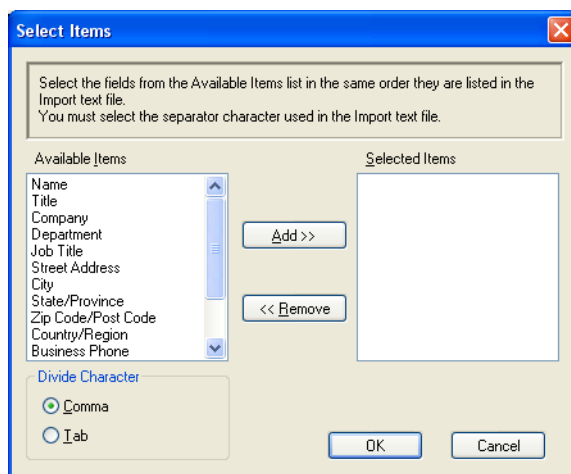 Select Items
Select the fields from the Available Items list in the same order they are listed in the
Import text file.
You must select the separator character used in the Import text file.
Available Items
Selected Items
Name
Title
Company
Department
Job Title
Street Address
City
State/Province
Zip Code/Post Code
Country/Region
Business Phone
Add >>
<< Remove
Divide Character
Comma
Tab
OK
Cancel